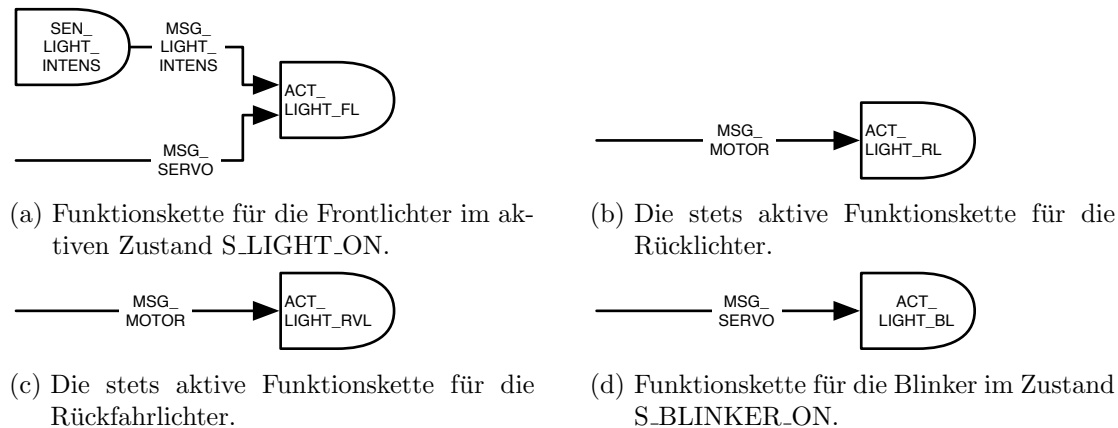 SEN_
LIGHT_
INTENS
MSG_
LIGHT_
INTENS
ACT_
LIGHT_FL
MSG_
SERVO
(a) Funktionskette für die Frontlichter im ak-
tiven Zustand S_LIGHT_ON.
MSG_
MOTOR
ACT_
LIGHT_RL
(b) Die stets aktive Funktionskette für die
Rücklichter.
MSG_
MOTOR
ACT_
LIGHT_RVL
(c) Die stets aktive Funktionskette für die
Rückfahrlichter.
MSG_
SERVO
ACT_
LIGHT_BL
(d) Funktionskette für die Blinker im Zustand
S_BLINKER_ON.